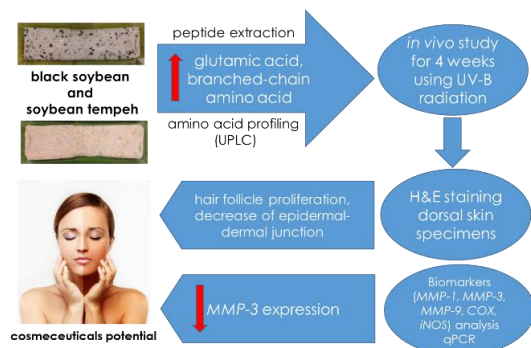 black soybean
and
soybean tempeh
peptide extraction
glutamic acid,
branched-chain
amino acid
amino acid profiling
(UPLC)
in vivo study
for 4 weeks
using UV-B
radiation
H&E staining
dorsal skin
specimens
hair follicle proliferation,
decrease of epidermal-
dermal junction
Biomarkers
(MMP-1, MMP-3,
MMP-9, COX,
iNOS) analysis
qPCR
MMP-3 expression
cosmeceuticals potential